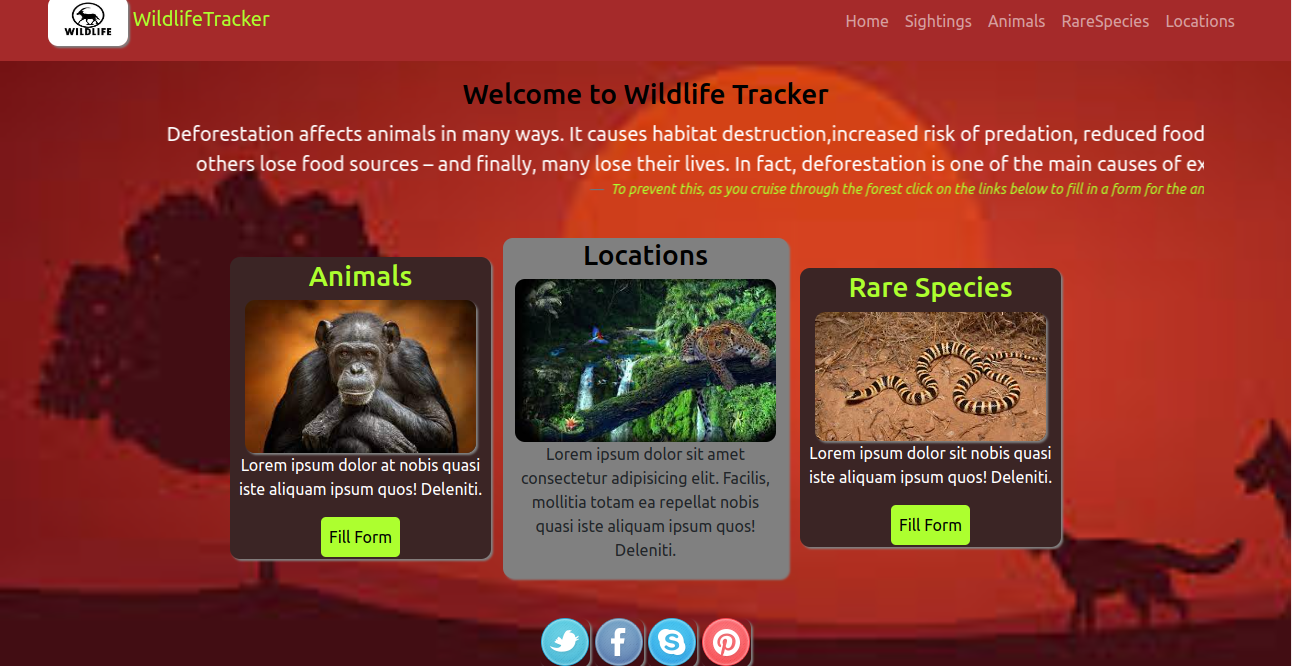 WILDLIFE
WildlifeTracker
Home Sightings Animals RareSpecies Locations
Welcome to Wildlife Tracker
Deforestation affects animals in many ways. It causes habitat destruction,increased risk of predation, reduced food
others lose food sources – and finally, many lose their lives. In fact, deforestation is one of the main causes of ex
— To prevent this, as you cruise through the forest click on the links below to fill in a form for the an
Animals
Lorem ipsum dolor at nobis quasi
iste aliquam ipsum quos! Deleniti.
Fill Form
Locations
Lorem ipsum dolor sit amet
consectetur adipisicing elit. Facilis,
mollitia totam ea repellat nobis
quasi iste aliquam ipsum quos!
Deleniti.
Rare Species
Lorem ipsum dolor sit nobis quasi
iste aliquam ipsum quos! Deleniti.
Fill Form